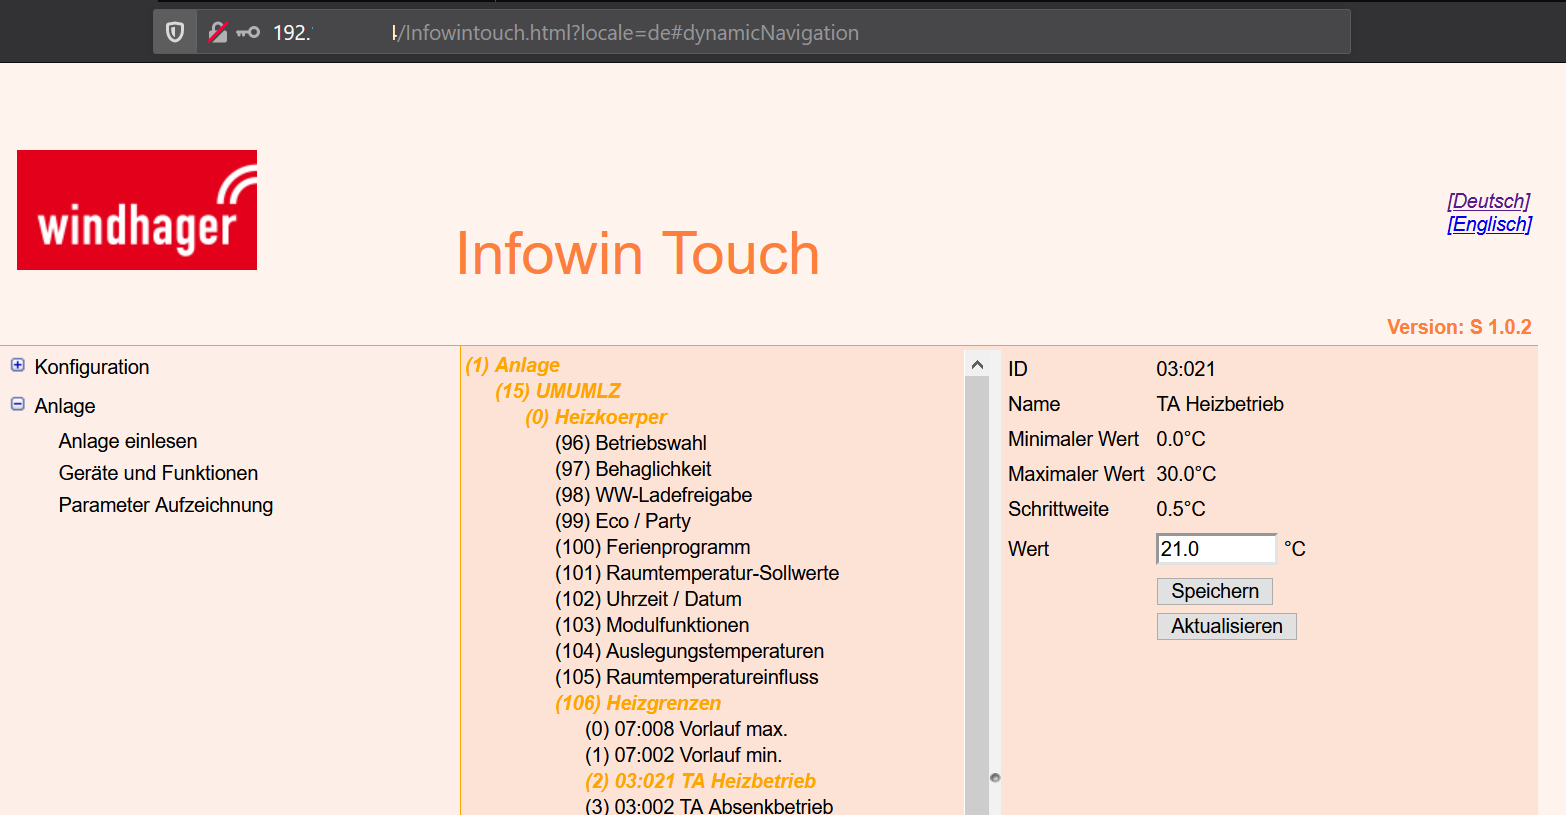 192. 4/Infowintouch.html?locale=de#dynamicNavigation
windhager
Infowin Touch
[Deutsch]
[Englisch]
Version: S 1.0.2
Konfiguration
Anlage
Anlage einlesen
Geräte und Funktionen
Parameter Aufzeichnung
(1) Anlage
(15) UMUMLZ
(0) Heizkoerper
(96) Betriebswahl
(97) Behaglichkeit
(98) WW-Ladefreigabe
(99) Eco / Party
(100) Ferienprogramm
(101) Raumtemperatur-Sollwerte
(102) Uhrzeit / Datum
(103) Modulfunktionen
(104) Auslegungstemperaturen
(105) Raumtemperatureinfluss
(106) Heizgrenzen
(0) 07:008 Vorlauf max.
(1) 07:002 Vorlauf min.
(2) 03:021 TA Heizbetrieb
(3) 03:002 TA Absenkbetrieb
ID 03:021
Name TA Heizbetrieb
Minimaler Wert 0.0°C
Maximaler Wert 30.0°C
Schrittweite 0.5°C
Wert 21.0 °C
Speichern
Aktualisieren